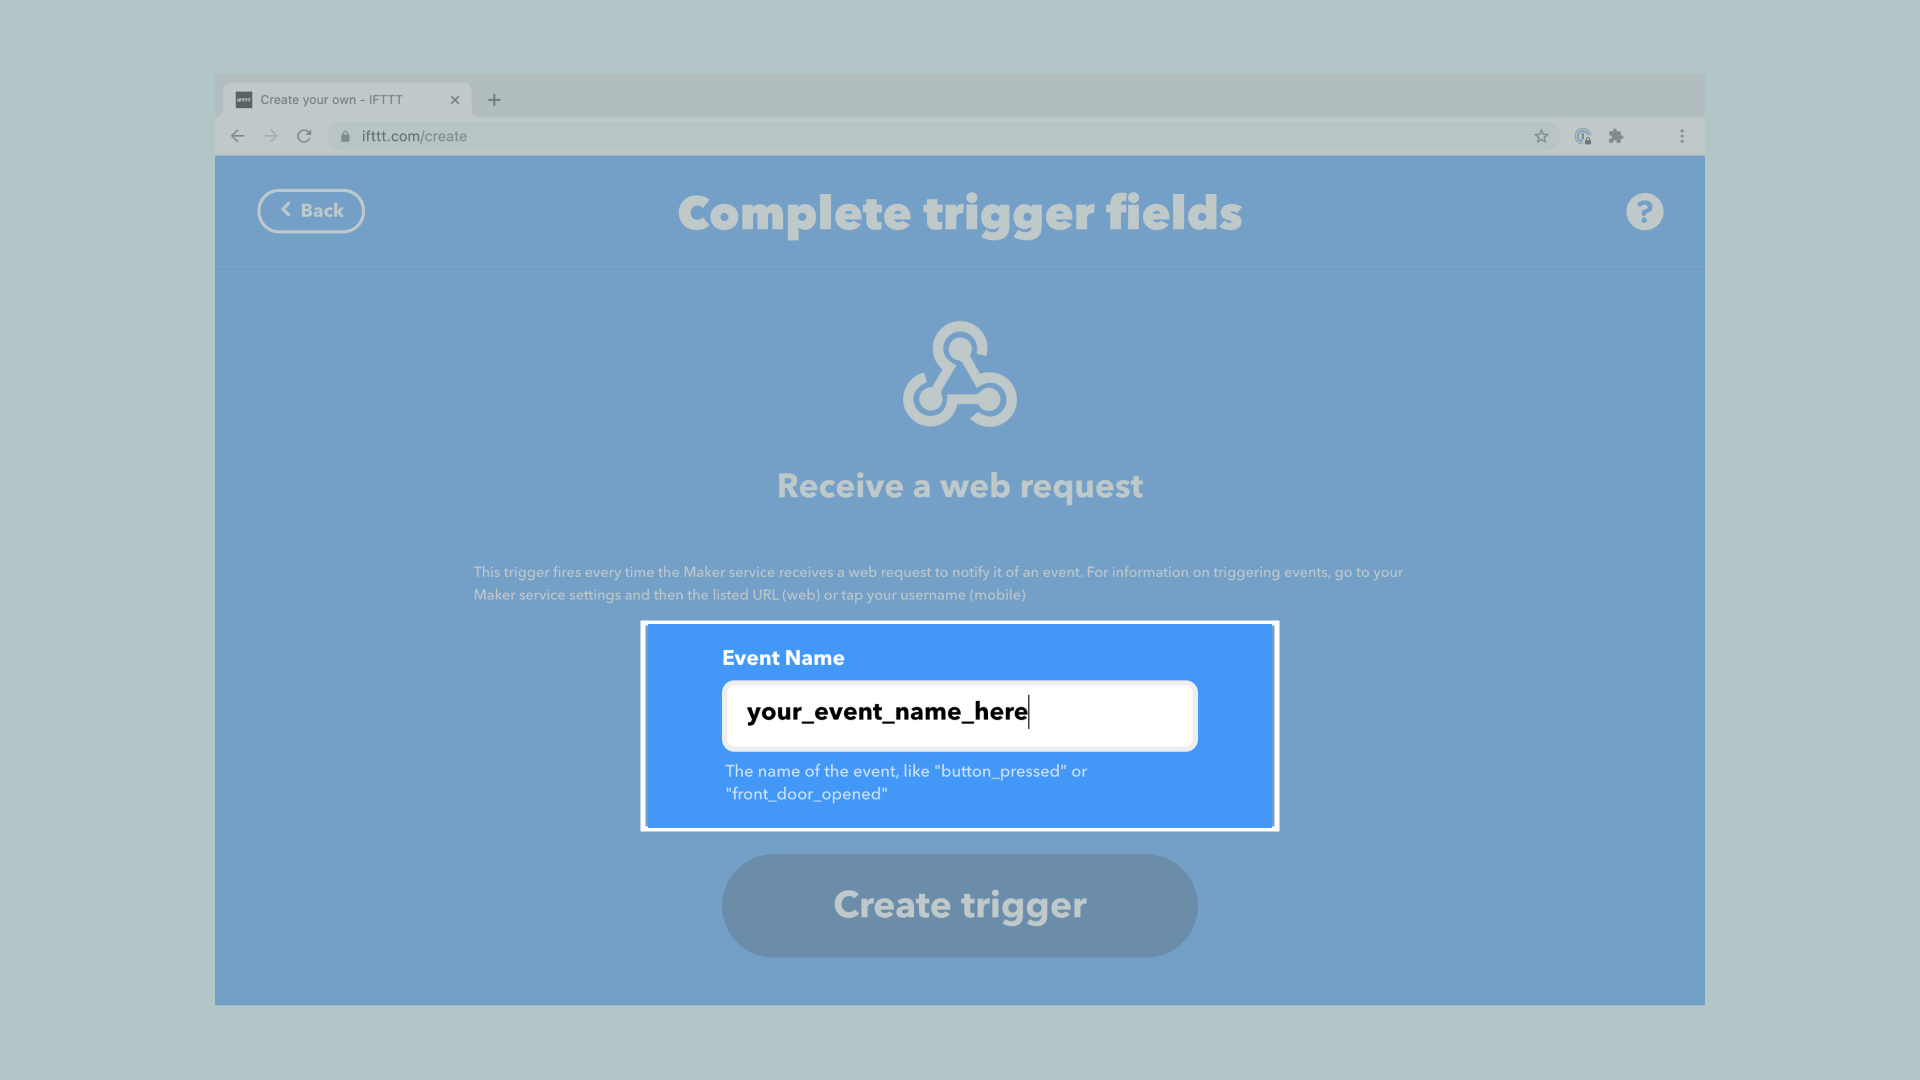 IFTTT
Create your own - IFTTT
ifttt.com/create
Back
Complete trigger fields
?
Receive a web request
This trigger fires every time the Maker service receives a web request to notify it of an event. For information on triggering events, go to your
Maker service settings and then the listed URL (web) or tap your username (mobile)
Event Name
your_event_name_here
The name of the event, like "button_pressed" or
"front_door_opened"
Create trigger